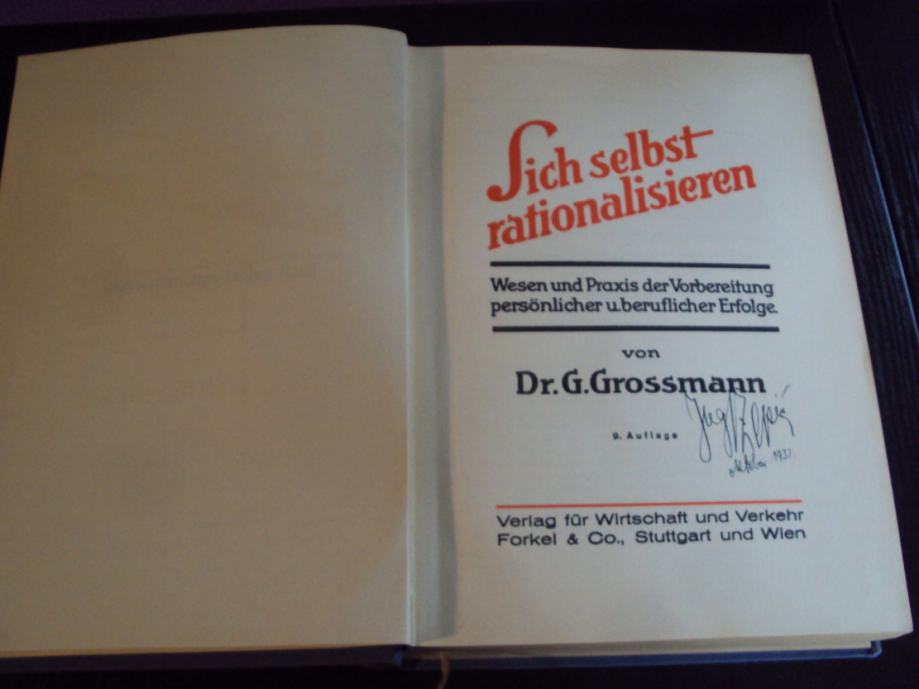 Sich selbst
rationalisieren
Wesen und Praxis der Vorbereitung
persönlicher u. beruflicher Erfolge.
von
Dr. G. Grossmann
9. Auflage
1937.
Verlag für Wirtschaft und Verkehr
Forkel & Co., Stuttgart und Wien